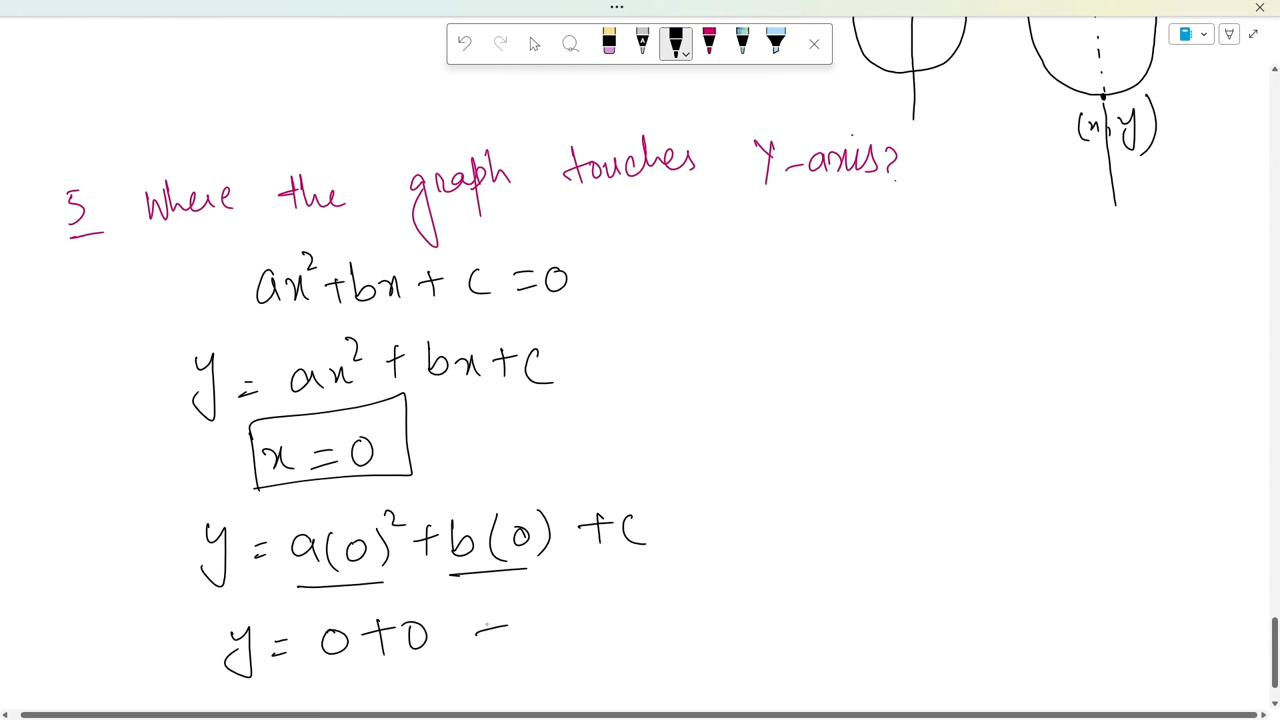 (x, y)
5 Where the graph touches Y-axis?
ax² + bx + c = 0
y = ax² + bx + c
x = 0
y = a(0)² + b(0) + c
y = 0 + 0 -